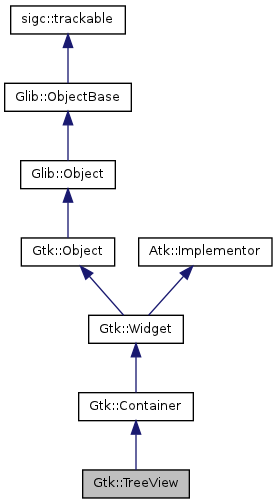 sigc::trackable
Glib::ObjectBase
Glib::Object
Gtk::Object
Atk::Implementor
Gtk::Widget
Gtk::Container
Gtk::TreeView